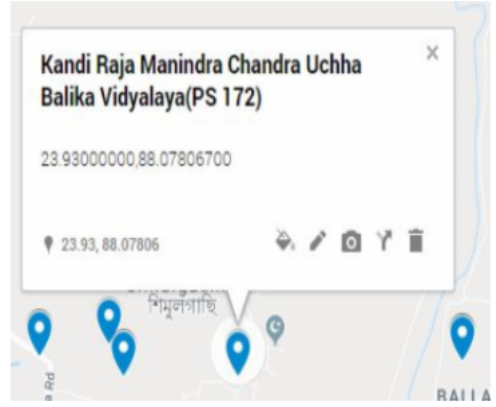 Kandi Raja Manindra Chandra Uchha
Balika Vidyalaya(PS 172)
23.93000000,88.07806700
23.93, 88.07806
শিমুলগাছি
a Rd
BALLA